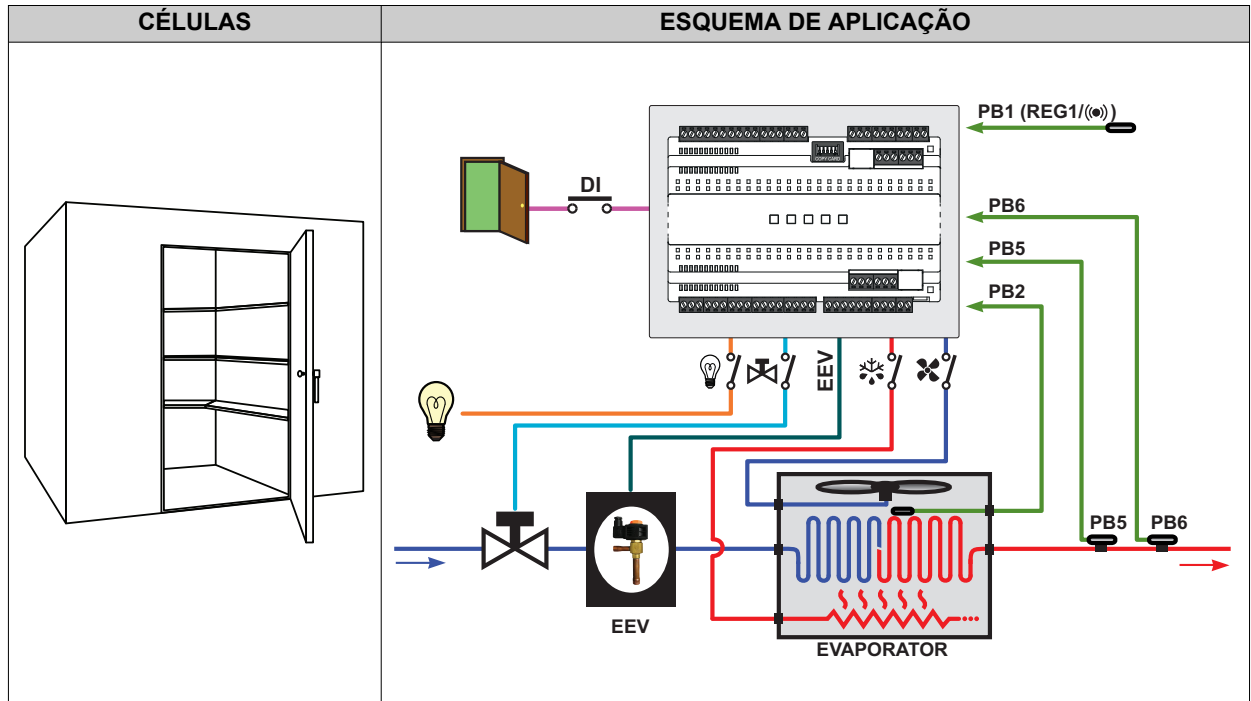 CÉLULAS
ESQUEMA DE APLICAÇÃO
PB1 (REG1/ )
COPY CARD
DI
PB6
PB5
PB2
EEV
PB5
PB6
EEV
EVAPORATOR